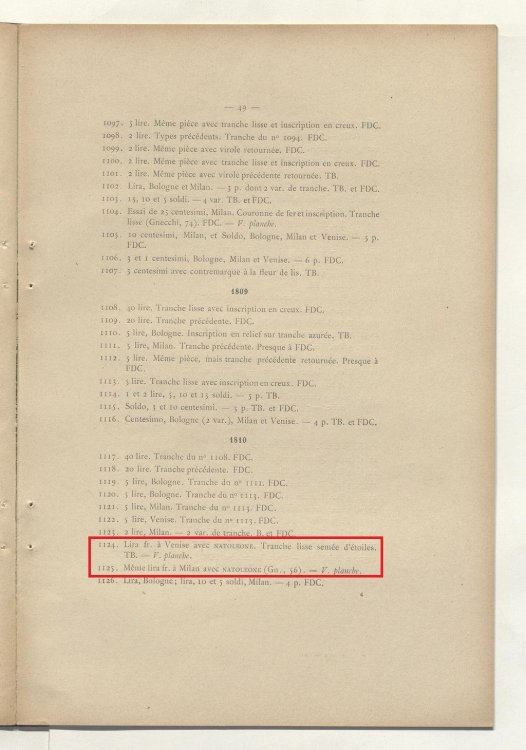 — 49 —
1097. 5 lire. Même pièce avec tranche lisse et inscription en creux. FDC.
1098. 2 lire. Types précédents. Tranche du nº 1094. FDC.
1099. 2 lire. Même pièce avec virole retournée. FDC.
1100. 2 lire. Même pièce avec tranche lisse et inscription en creux. FDC.
1101. 2 lire. Même pièce avec virole précédente retournée. TB.
1102. Lira, Bologne et Milan. — 3 p. dont 2 var. de tranche. TB. et FDC.
1103. 15, 10 et 5 soldi. — 4 var. TB. et FDC.
1104. Essai de 25 centesimi, Milan. Couronne de fer et inscription. Tranche
lisse (Gnecchi, 74). FDC. — V. planche.
1105. 10 centesimi, Milan, et Soldo, Bologne, Milan et Venise. — 5 p.
FDC.
1106. 3 et 1 centesimi, Bologne, Milan et Venise. — 6 p. FDC.
1107. 3 centesimi avec contremarque à la fleur de lis. TB.
1809
1108. 40 lire. Tranche lisse avec inscription en creux. FDC.
1109. 20 lire. Tranche précédente. FDC.
1110. 5 lire, Bologne. Inscription en relief sur tranche azurée. TB.
1111. 5 lire, Milan. Tranche précédente. Presque à FDC.
1112. 5 lire. Même pièce, mais tranche précédente retournée. Presque à
FDC.
1113. 5 lire. Tranche lisse avec inscription en creux. FDC.
1114. 1 et 2 lire, 5, 10 et 15 soldi. — 5 p. TB.
1115. Soldo, 3 et 10 centesimi. — 3 p. TB. et FDC.
1116. Centesimo, Bologne (2 var.), Milan et Venise. — 4 p. TB. et FDC.
1810
1117. 40 lire. Tranche du nº 1108. FDC.
1118. 20 lire. Tranche précédente. FDC.
1119. 5 lire, Bologne. Tranche du nº 1111. FDC.
1120. 5 lire, Bologne. Tranche du nº 1113. FDC.
1121. 5 lire, Milan. Tranche du nº 1113. FDC.
1122. 5 lire, Venise. Tranche du nº 1113. FDC.
1123. 2 lire, Milan. — 2 var. de tranche. B. et FDC.
1124. Lira fr. à Venise avec NATOLEONE. Tranche lisse semée d'étoiles.
TB. — V. planche.
1125. Même lira fr. à Milan avec NATOLEONE (Gn., 56). — V. planche.
1126. Lira, Bologne; lira, 10 et 5 soldi, Milan. — 4 p. FDC.
4